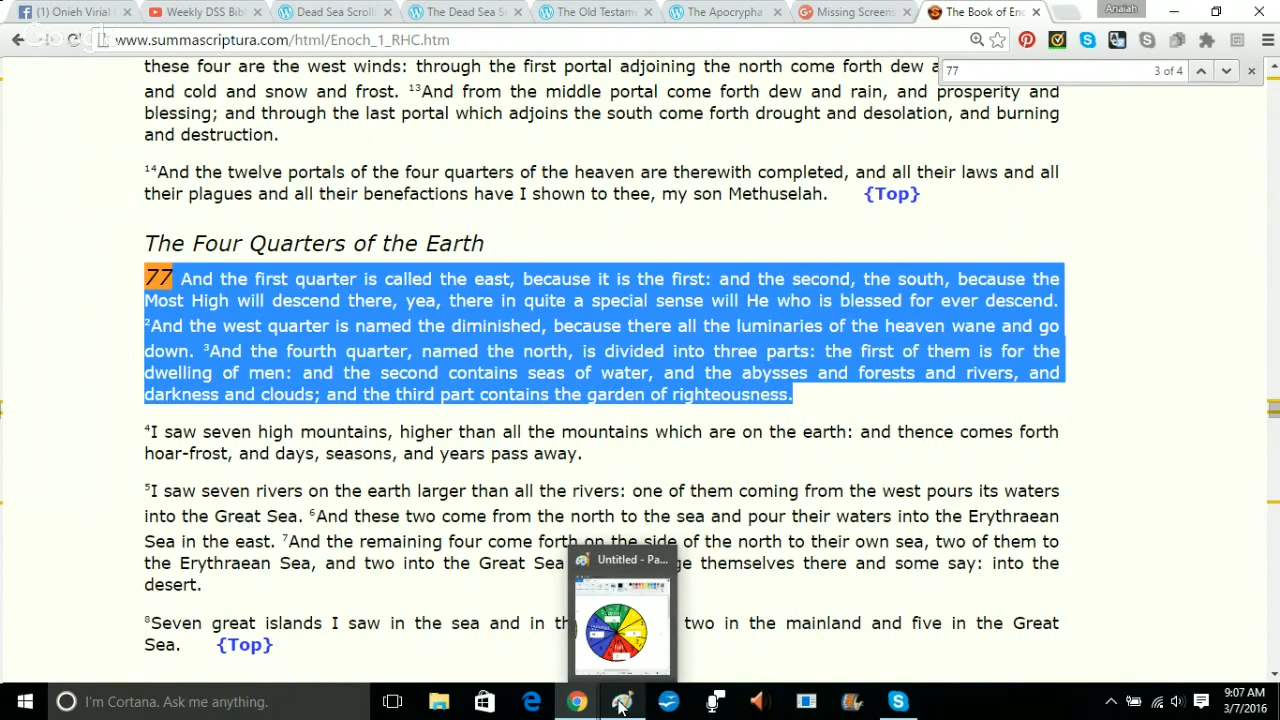 Anaiah
(1) Onieh Virial
Weekly DSS Bib
Dead Sea Scrolli
The Dead Sea S
The Old Testame
The Apocrypha
Missing Screens
The Book of Eno
www.summascriptura.com/html/Enoch_1_RHC.htm
77
3 of 4
these four are the west winds: through the first portal adjoining the north come forth dew a
and cold and snow and frost. 13And from the middle portal come forth dew and rain, and prosperity and
blessing; and through the last portal which adjoins the south come forth drought and desolation, and burning
and destruction.
14And the twelve portals of the four quarters of the heaven are therewith completed, and all their laws and all
their plagues and all their benefactions have I shown to thee, my son Methuselah. {Top}
The Four Quarters of the Earth
77 And the first quarter is called the east, because it is the first: and the second, the south, because the
Most High will descend there, yea, there in quite a special sense will He who is blessed for ever descend.
2And the west quarter is named the diminished, because there all the luminaries of the heaven wane and go
down. 3And the fourth quarter, named the north, is divided into three parts: the first of them is for the
dwelling of men: and the second contains seas of water, and the abysses and forests and rivers, and
darkness and clouds; and the third part contains the garden of righteousness.
4I saw seven high mountains, higher than all the mountains which are on the earth: and thence comes forth
hoar-frost, and days, seasons, and years pass away.
5I saw seven rivers on the earth larger than all the rivers: one of them coming from the west pours its waters
into the Great Sea. 6And these two come from the north to the sea and pour their waters into the Erythraean
Sea in the east. 7And the remaining four come forth on the side of the north to their own sea, two of them to
the Erythraean Sea, and two into the Great Sea ge themselves there and some say: into the
desert.
8Seven great islands I saw in the sea and in th two in the mainland and five in the Great
Sea. {Top}
Untitled - Pa...
I'm Cortana. Ask me anything.
9:07 AM
3/7/2016